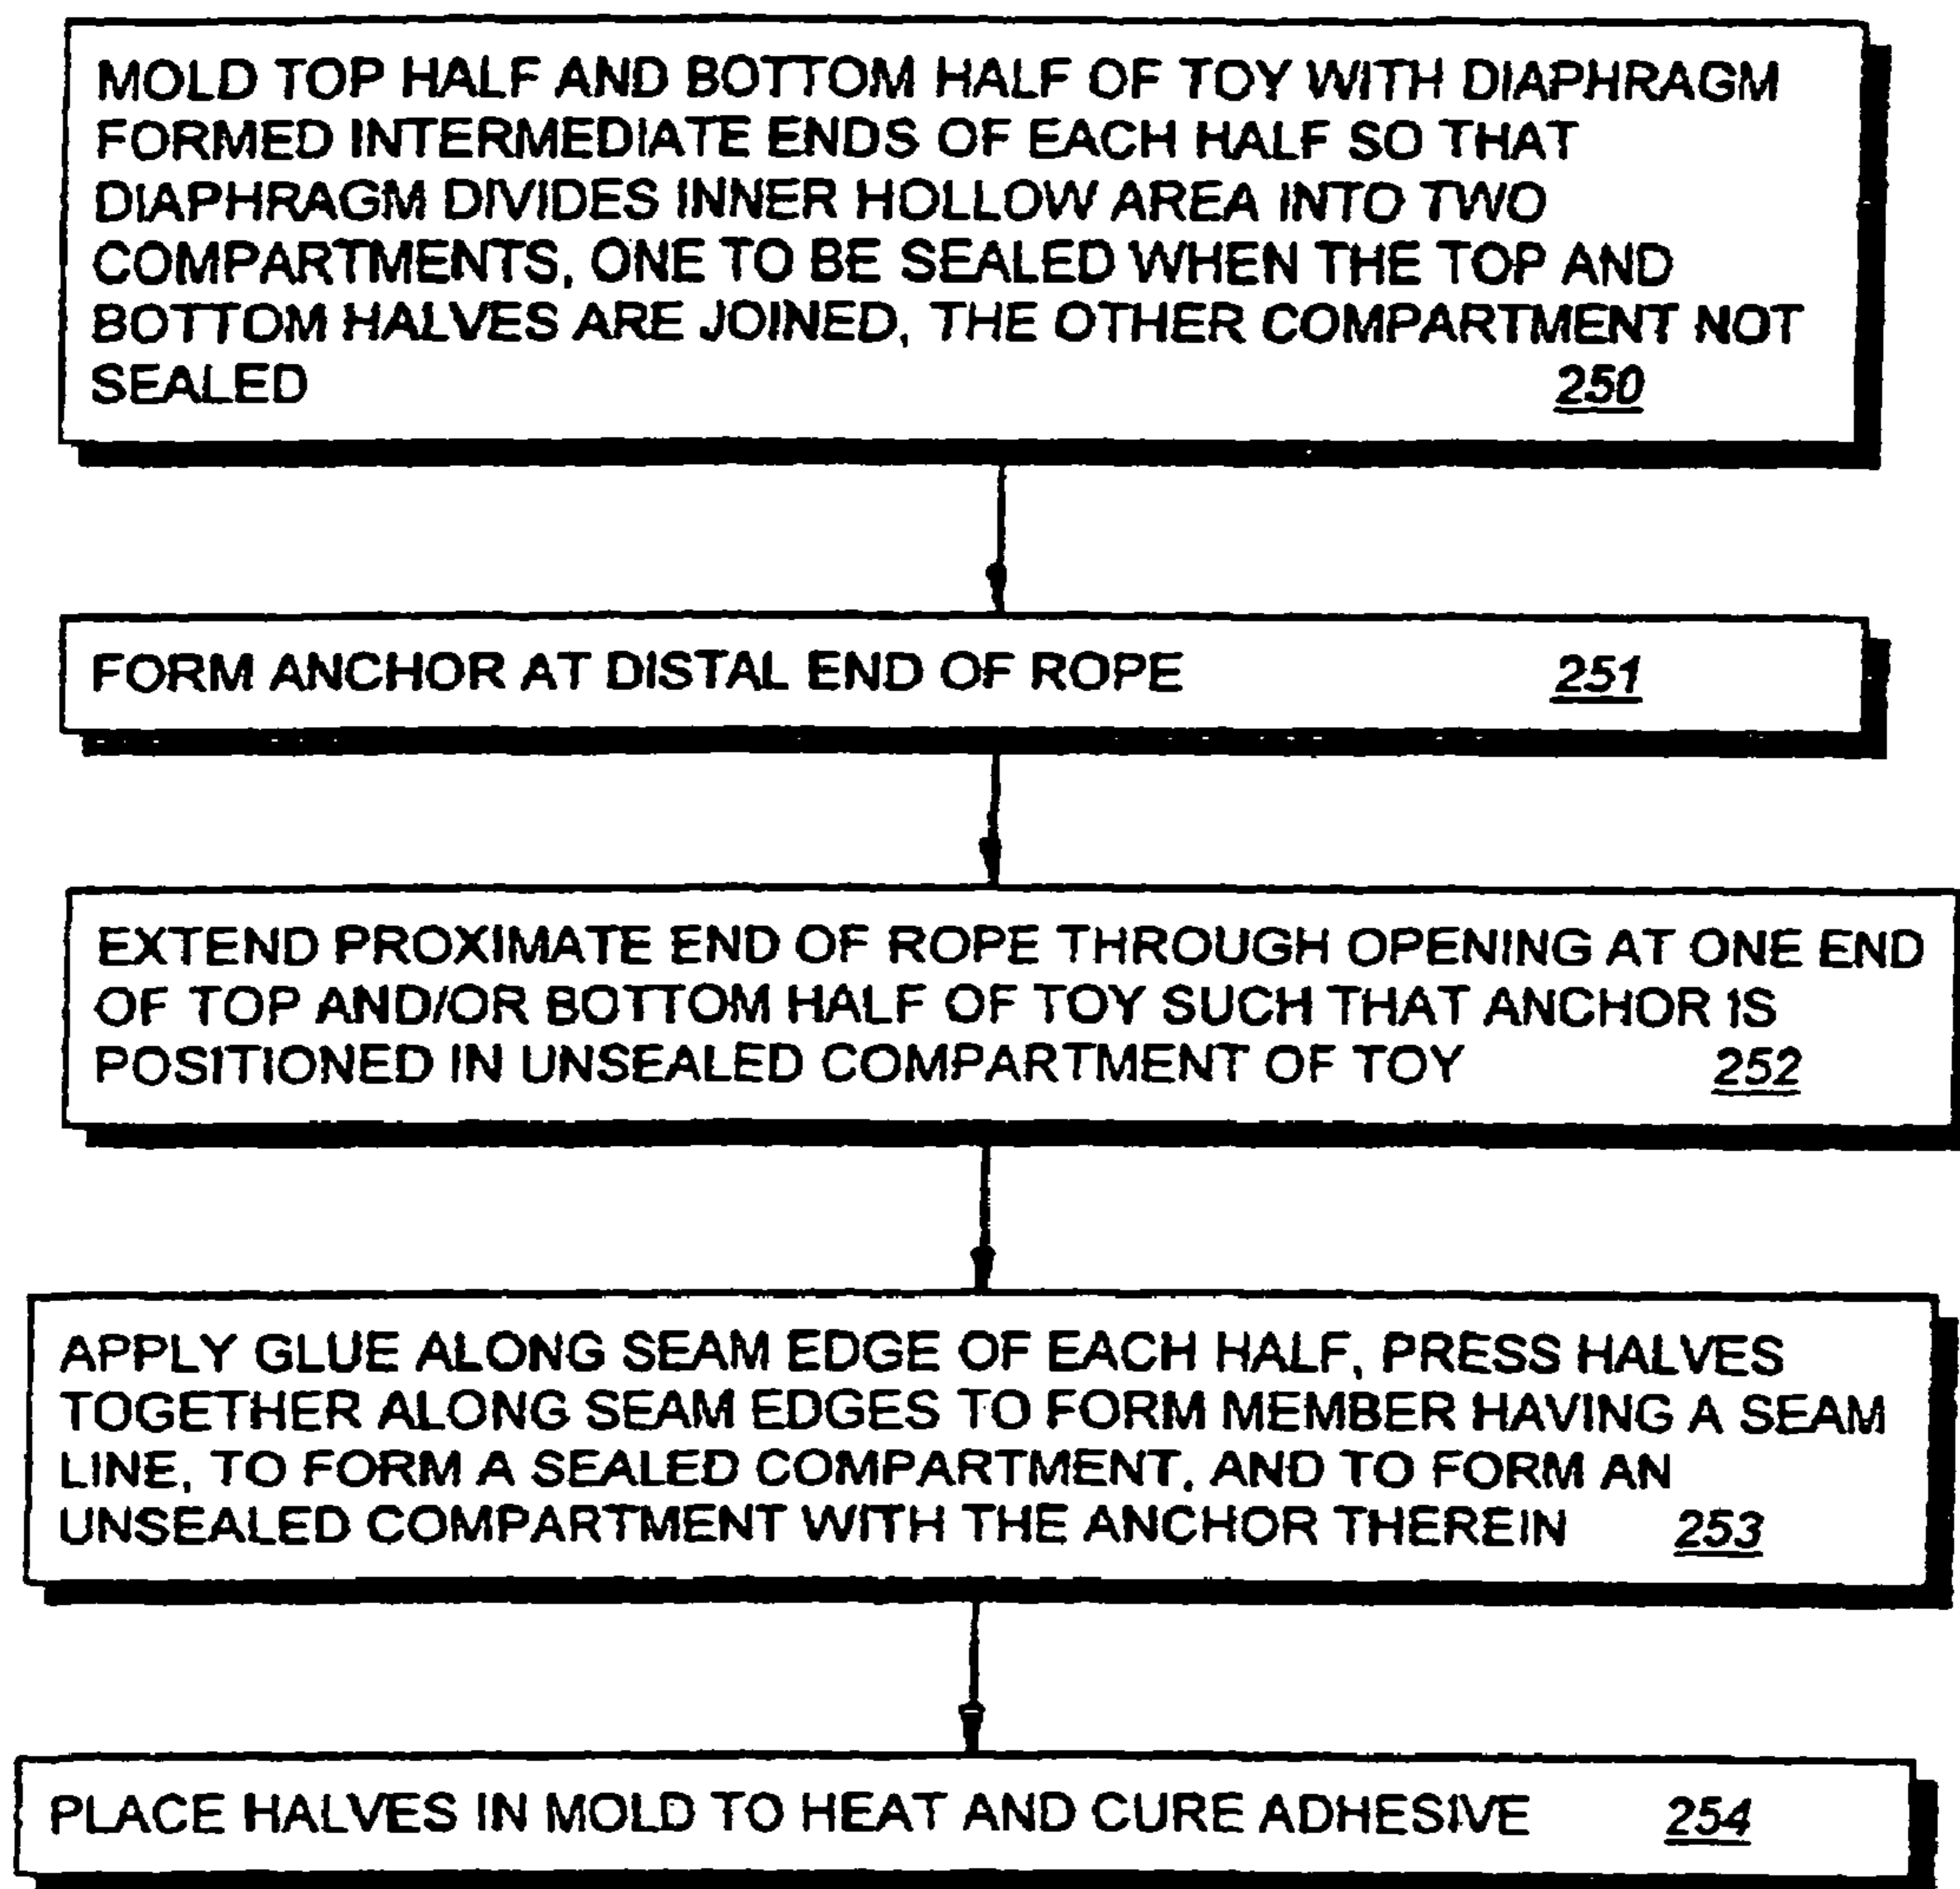 MOLD TOP HALF AND BOTTOM HALF OF TOY WITH DIAPHRAGM
FORMED INTERMEDIATE ENDS OF EACH HALF SO THAT
DIAPHRAGM DIVIDES INNER HOLLOW AREA INTO TWO
COMPARTMENTS, ONE TO BE SEALED WHEN THE TOP AND
BOTTOM HALVES ARE JOINED, THE OTHER COMPARTMENT NOT
SEALED 250
FORM ANCHOR AT DISTAL END OF ROPE 251
EXTEND PROXIMATE END OF ROPE THROUGH OPENING AT ONE END
OF TOP AND/OR BOTTOM HALF OF TOY SUCH THAT ANCHOR IS
POSITIONED IN UNSEALED COMPARTMENT OF TOY 252
APPLY GLUE ALONG SEAM EDGE OF EACH HALF, PRESS HALVES
TOGETHER ALONG SEAM EDGES TO FORM MEMBER HAVING A SEAM
LINE, TO FORM A SEALED COMPARTMENT, AND TO FORM AN
UNSEALED COMPARTMENT WITH THE ANCHOR THEREIN 253
PLACE HALVES IN MOLD TO HEAT AND CURE ADHESIVE 254